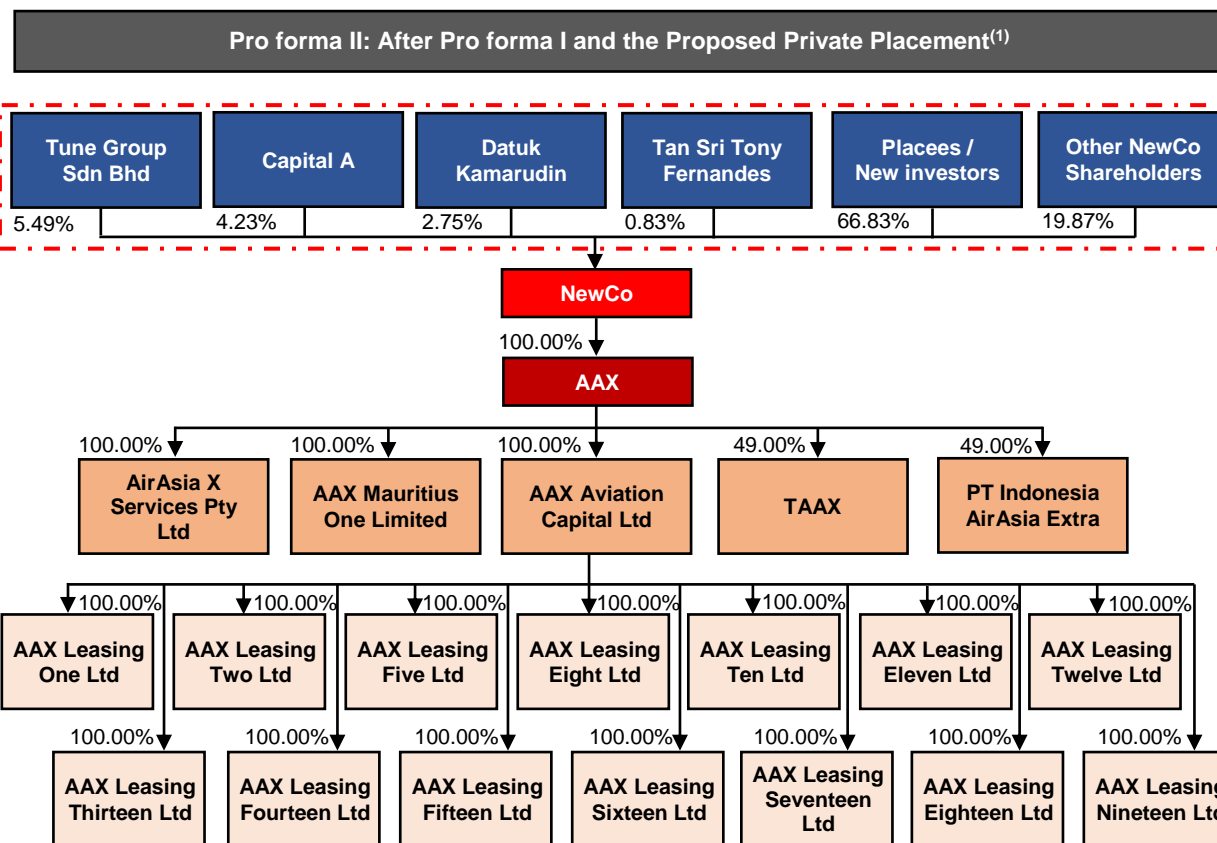 Pro forma II: After Pro forma I and the Proposed Private Placement(1)
Tune Group
Sdn Bhd
Capital A
Datuk
Kamarudin
Tan Sri Tony
Fernandes
Placees /
New investors
Other NewCo
Shareholders
5.49%
4.23%
2.75%
0.83%
66.83%
19.87%
NewCo
100.00%
AAX
100.00%
100.00%
100.00%
49.00%
49.00%
AirAsia X
Services Pty
Ltd
AAX Mauritius
One Limited
AAX Aviation
Capital Ltd
TAAX
PT Indonesia
AirAsia Extra
100.00%
100.00%
100.00%
100.00%
100.00%
100.00%
100.00%
AAX Leasing
One Ltd
AAX Leasing
Two Ltd
AAX Leasing
Five Ltd
AAX Leasing
Eight Ltd
AAX Leasing
Ten Ltd
AAX Leasing
Eleven Ltd
AAX Leasing
Twelve Ltd
100.00%
100.00%
100.00%
100.00%
100.00%
100.00%
100.00%
AAX Leasing
Thirteen Ltd
AAX Leasing
Fourteen Ltd
AAX Leasing
Fifteen Ltd
AAX Leasing
Sixteen Ltd
AAX Leasing
Seventeen
Ltd
AAX Leasing
Eighteen Ltd
AAX Leasing
Nineteen Ltd